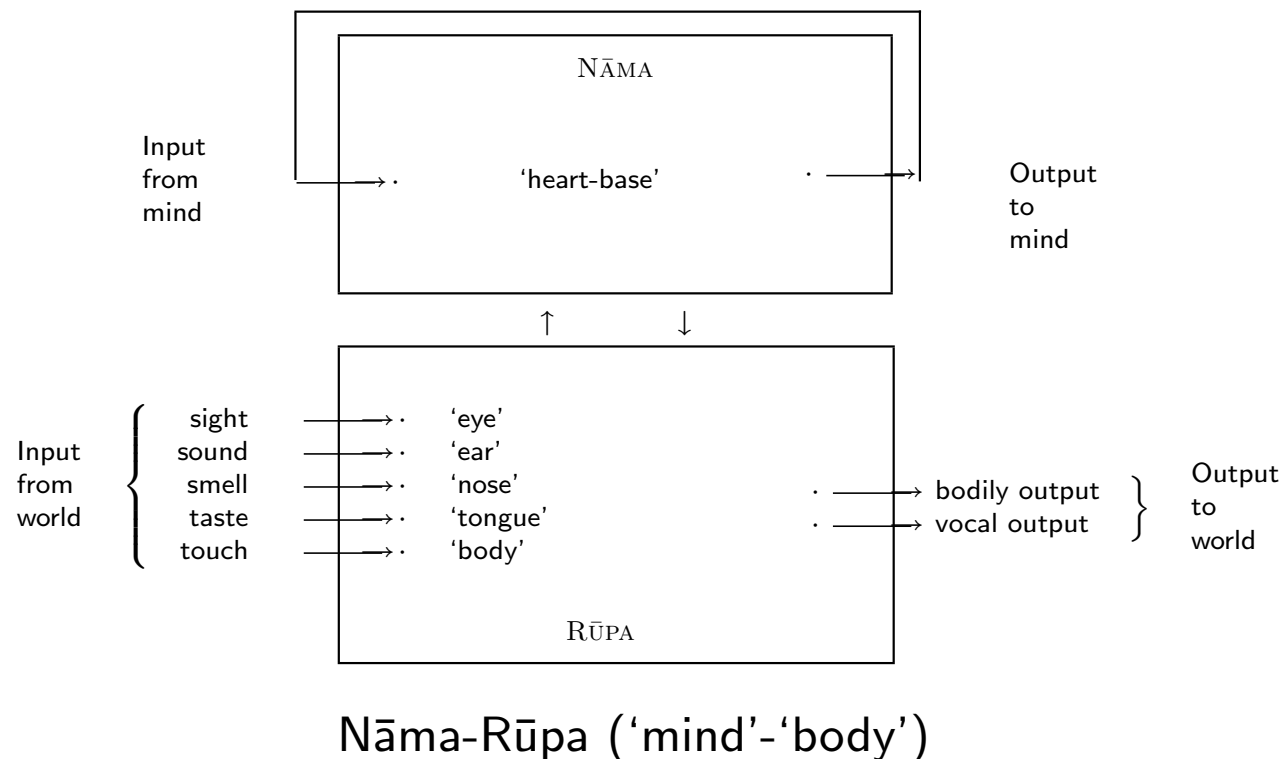 NĀMA
Input
from
mind
‘heart-base’
Output
to
mind
↑ ↓
Input
from
world
sight
sound
smell
taste
touch
‘eye’
‘ear’
‘nose’
‘tongue’
‘body’
bodily output
vocal output
Output
to
world
RŪPA
Nāma-Rūpa (‘mind’-‘body’)